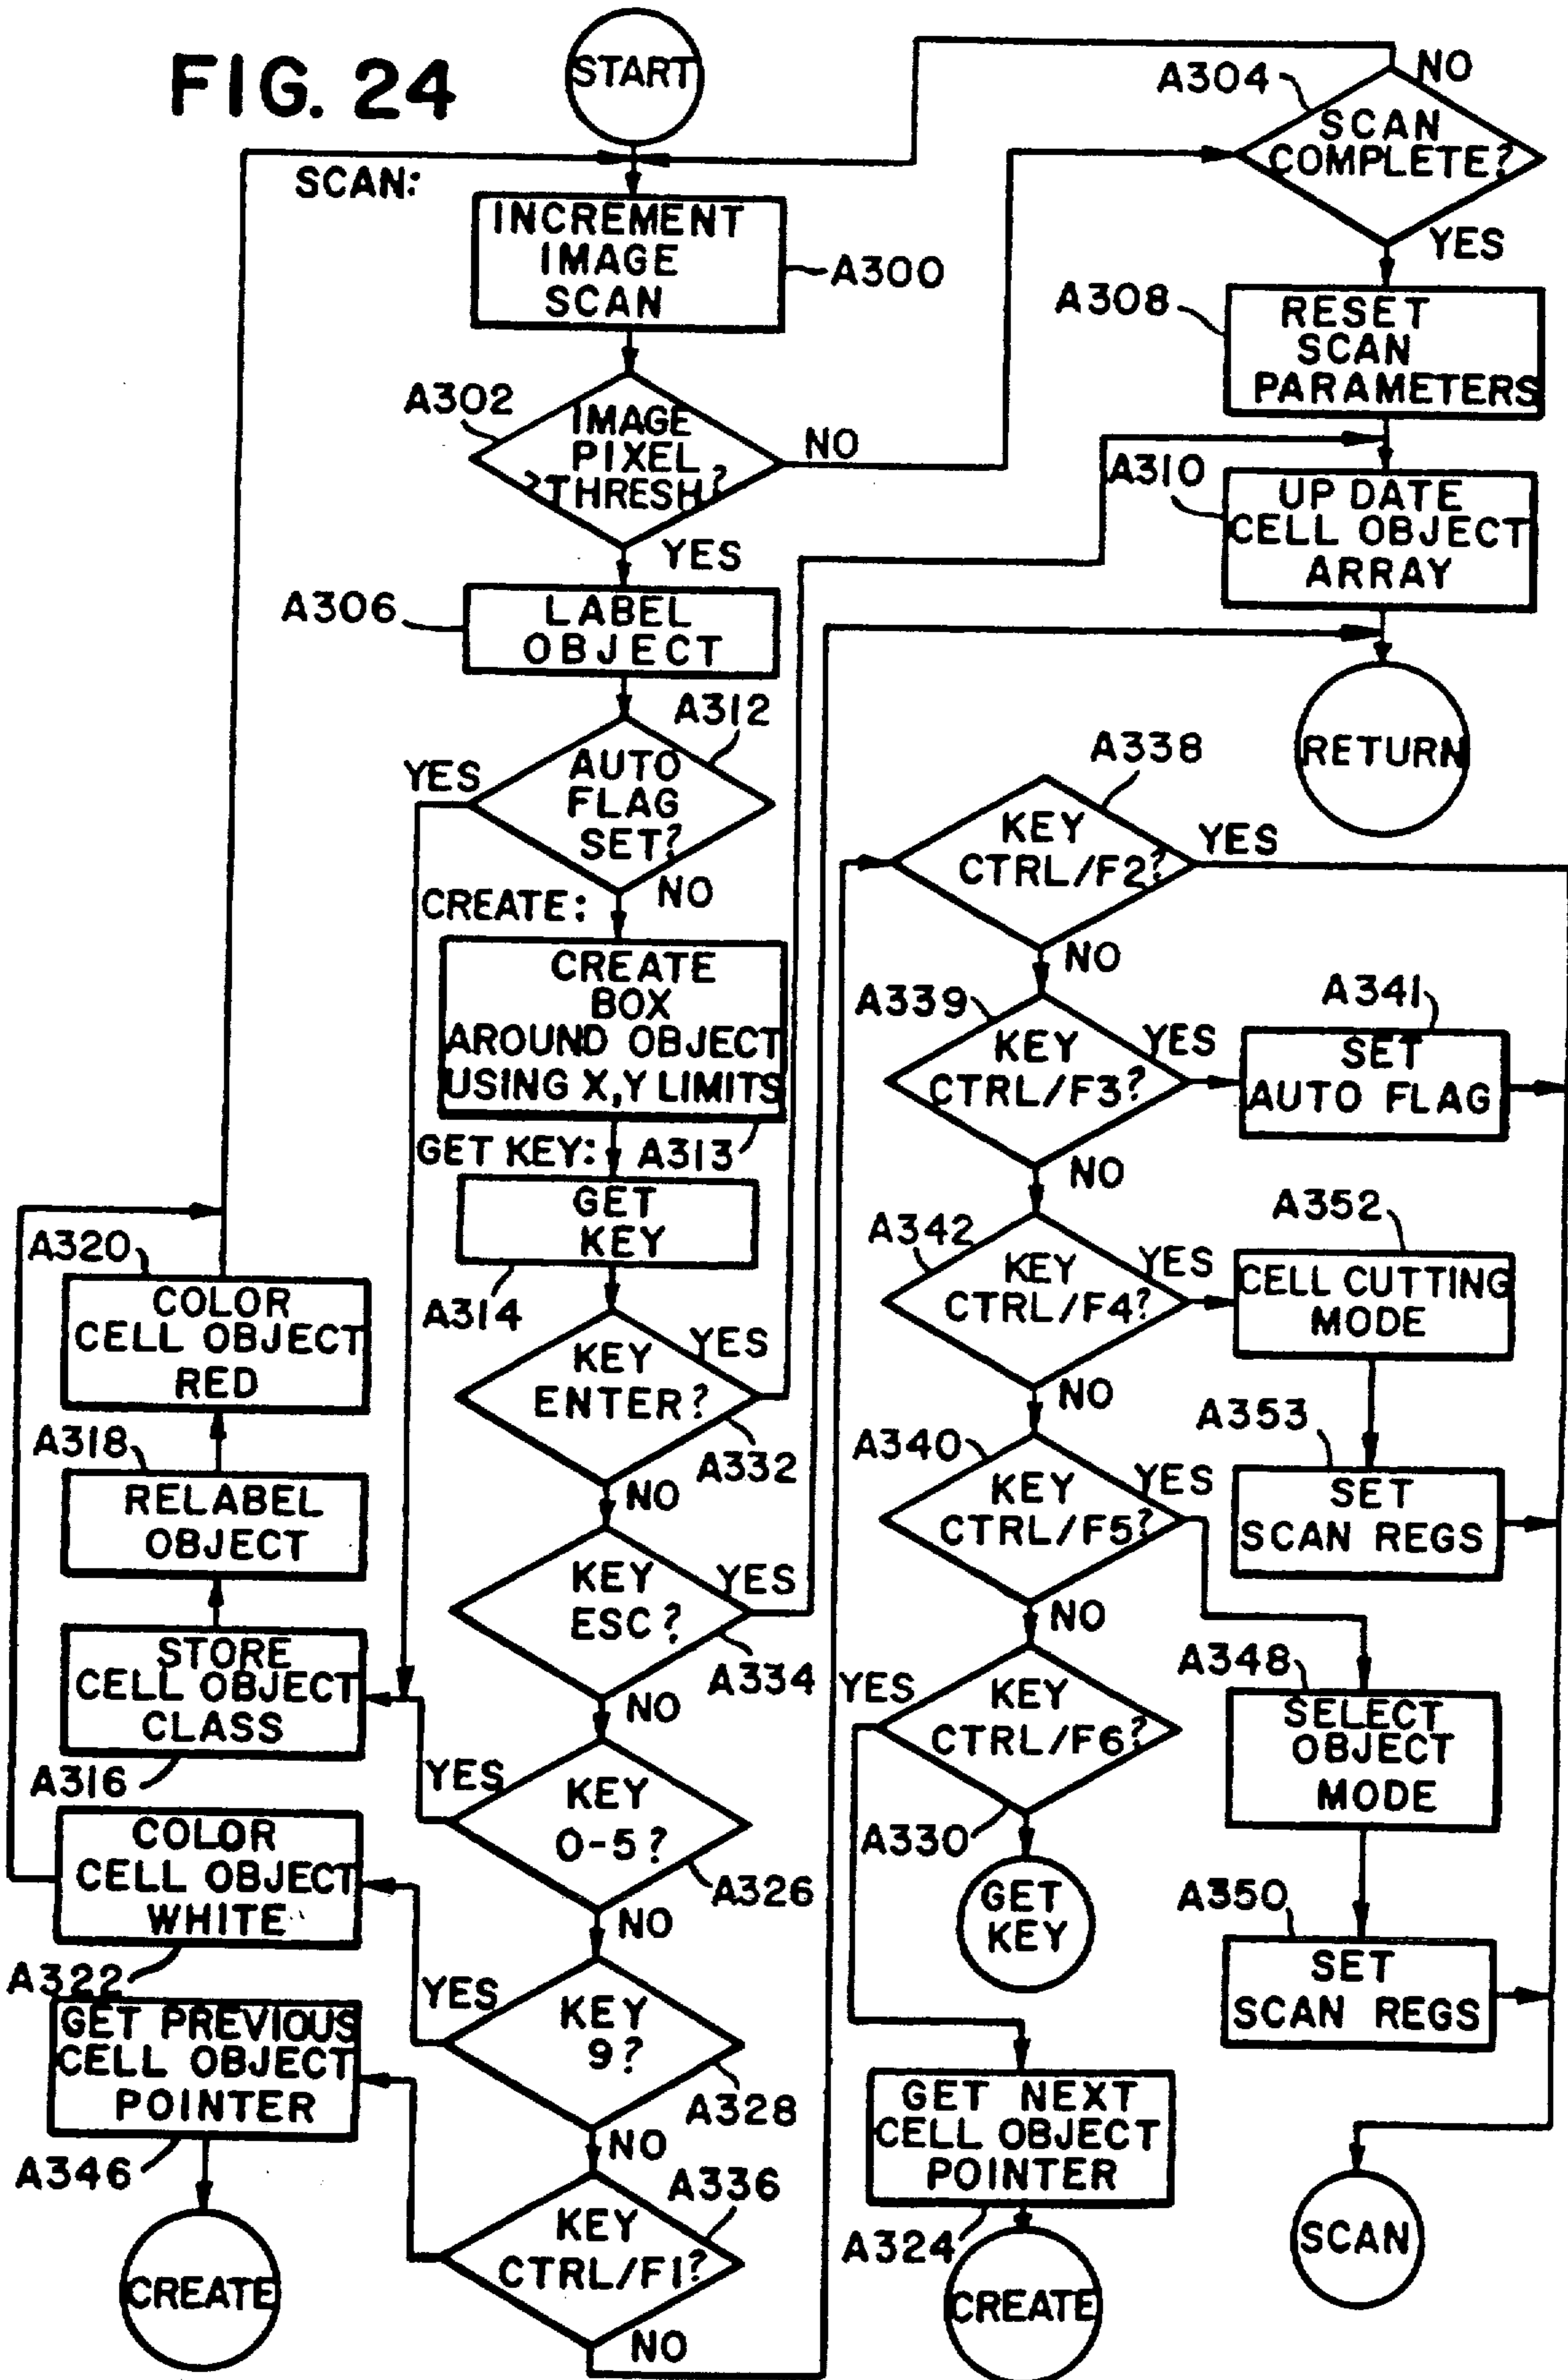 FIG. 24
START
SCAN:
INCREMENT
IMAGE
SCAN
A300
A302
IMAGE
PIXEL
>THRESH?
NO
YES
A304
SCAN
COMPLETE?
NO
YES
A308
RESET
SCAN
PARAMETERS
A310
UPDATE
CELL OBJECT
ARRAY
RETURN
A306
LABEL
OBJECT
A312
AUTO
FLAG
SET?
YES
NO
CREATE:
CREATE
BOX
AROUND OBJECT
USING X,Y LIMITS
A313
GET KEY:
GET
KEY
A314
KEY
ENTER?
YES
A332
NO
KEY
ESC?
YES
A334
NO
KEY
0-5?
YES
A326
NO
KEY
9?
YES
A328
NO
KEY
CTRL/F1?
A336
NO
A320
COLOR
CELL OBJECT
RED
A318
RELABEL
OBJECT
STORE
CELL OBJECT
CLASS
A316
COLOR
CELL OBJECT
WHITE
A322
GET PREVIOUS
CELL OBJECT
POINTER
A346
CREATE
A338
KEY
CTRL/F2?
YES
NO
A339
KEY
CTRL/F3?
YES
NO
A341
SET
AUTO FLAG
A342
KEY
CTRL/F4?
YES
NO
A352
CELL CUTTING
MODE
A353
SET
SCAN REGS
A340
KEY
CTRL/F5?
YES
NO
A348
SELECT
OBJECT
MODE
A350
SET
SCAN REGS
SCAN
KEY
CTRL/F6?
YES
A330
GET
KEY
GET NEXT
CELL OBJECT
POINTER
A324
CREATE